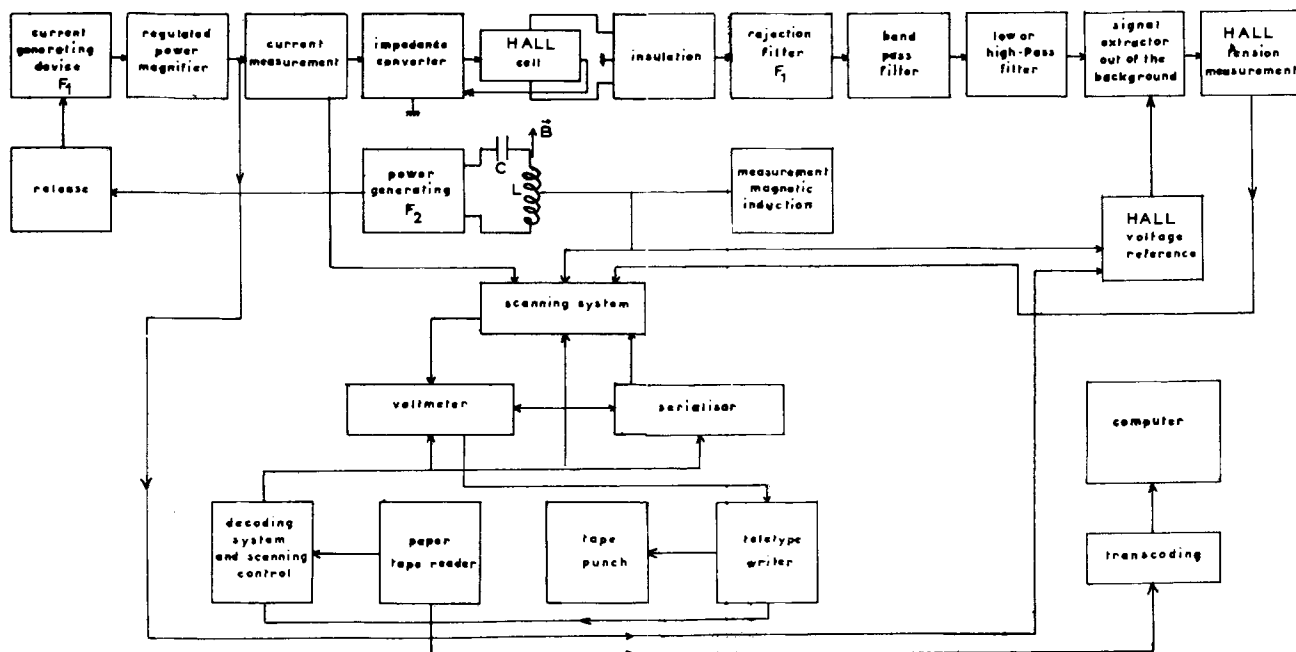 current
generating
device
F1
regulated
power
magnifier
current
measurement
impedance
converter
HALL
cell
insulation
rejection
filter
F1
band
pass
filter
low or
high-Pass
filter
signal
extractor
out of the
background
HALL
tension
measurement
release
power
generating
F2
C
L
B
measurement
magnetic
induction
HALL
voltage
reference
scanning system
voltmeter
serialisor
computer
decoding
system
and scanning
control
paper
tape reader
tape
punch
teletype
writer
transcoding